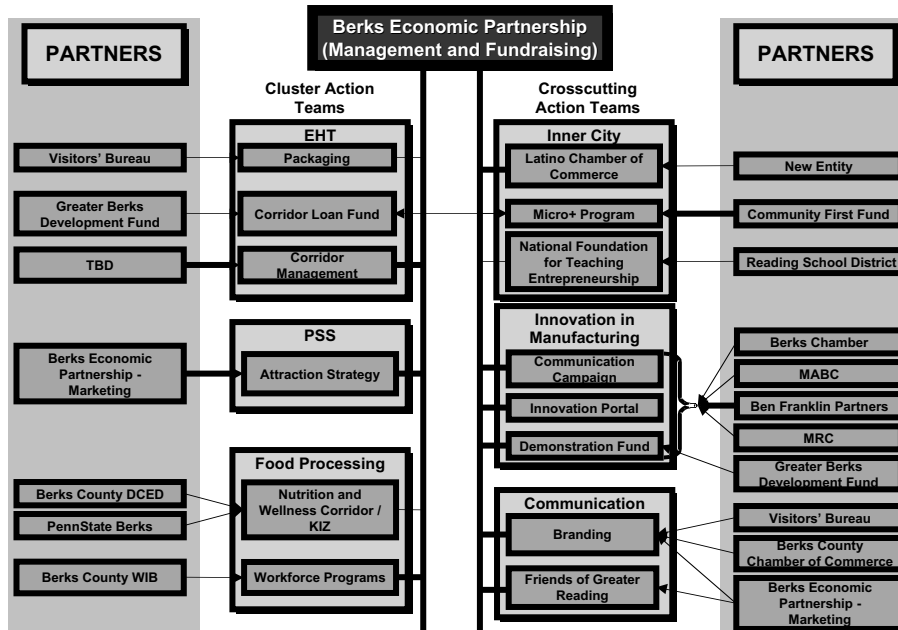 Berks Economic Partnership
(Management and Fundraising)
PARTNERS
Visitors' Bureau
Greater Berks
Development Fund
TBD
Berks Economic
Partnership -
Marketing
Berks County DCED
PennState Berks
Berks County WIB
Cluster Action
Teams
EHT
Packaging
Corridor Loan Fund
Corridor
Management
PSS
Attraction Strategy
Food Processing
Nutrition and
Wellness Corridor /
KIZ
Workforce Programs
Crosscutting
Action Teams
Inner City
Latino Chamber of
Commerce
Micro+ Program
National Foundation
for Teaching
Entrepreneurship
Innovation in
Manufacturing
Communication
Campaign
Innovation Portal
Demonstration Fund
Communication
Branding
Friends of Greater
Reading
PARTNERS
New Entity
Community First Fund
Reading School District
Berks Chamber
MABC
Ben Franklin Partners
MRC
Greater Berks
Development Fund
Visitors' Bureau
Berks County
Chamber of Commerce
Berks Economic
Partnership -
Marketing